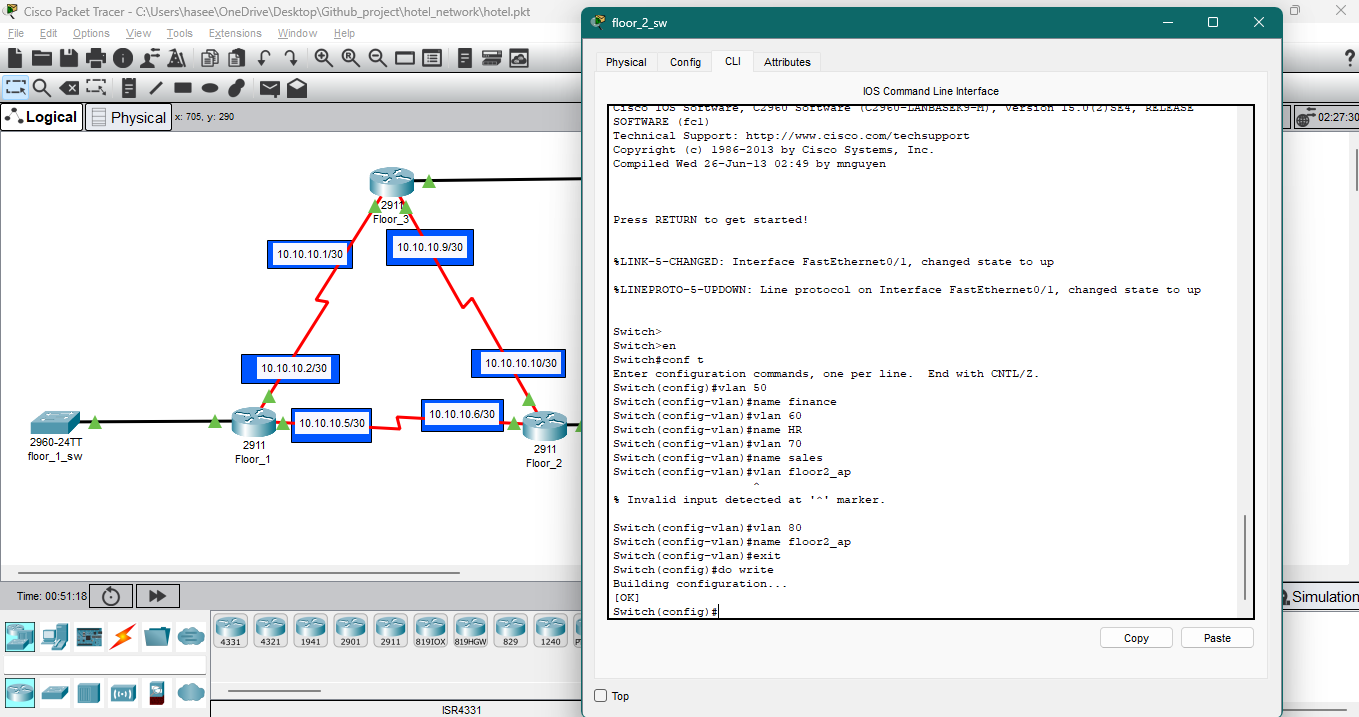 Cisco Packet Tracer - C:\Users\hasee\OneDrive\Desktop\Github_project\hotel_network\hotel.pkt
File Edit Options View Tools Extensions Window Help
Logical
Physical
x: 705, y: 290
02:27:30
2911
Floor_3
10.10.10.1/30
10.10.10.9/30
10.10.10.2/30
10.10.10.10/30
10.10.10.5/30
10.10.10.6/30
2960-24TT
floor_1_sw
2911
Floor_1
2911
Floor_2
Time: 00:51:18
Simulation
4331
4321
1941
2901
2911
819IOX
819HGW
829
1240
ISR4331
floor_2_sw
Physical Config CLI Attributes
IOS Command Line Interface
Cisco IOS Software, C2960 Software (C2960-LANBASEK9-M), Version 15.0(2)SE4, RELEASE
SOFTWARE (fc1)
Technical Support: http://www.cisco.com/techsupport
Copyright (c) 1986-2013 by Cisco Systems, Inc.
Compiled Wed 26-Jun-13 02:49 by mnguyen
Press RETURN to get started!
%LINK-5-CHANGED: Interface FastEthernet0/1, changed state to up
%LINEPROTO-5-UPDOWN: Line protocol on Interface FastEthernet0/1, changed state to up
Switch>
Switch>en
Switch#conf t
Enter configuration commands, one per line.  End with CNTL/Z.
Switch(config)#vlan 50
Switch(config-vlan)#name finance
Switch(config-vlan)#vlan 60
Switch(config-vlan)#name HR
Switch(config-vlan)#vlan 70
Switch(config-vlan)#name sales
Switch(config-vlan)#vlan floor2_ap
^
% Invalid input detected at '^' marker.
Switch(config-vlan)#vlan 80
Switch(config-vlan)#name floor2_ap
Switch(config-vlan)#exit
Switch(config)#do write
Building configuration...
[OK]
Switch(config)#
Copy
Paste
Top